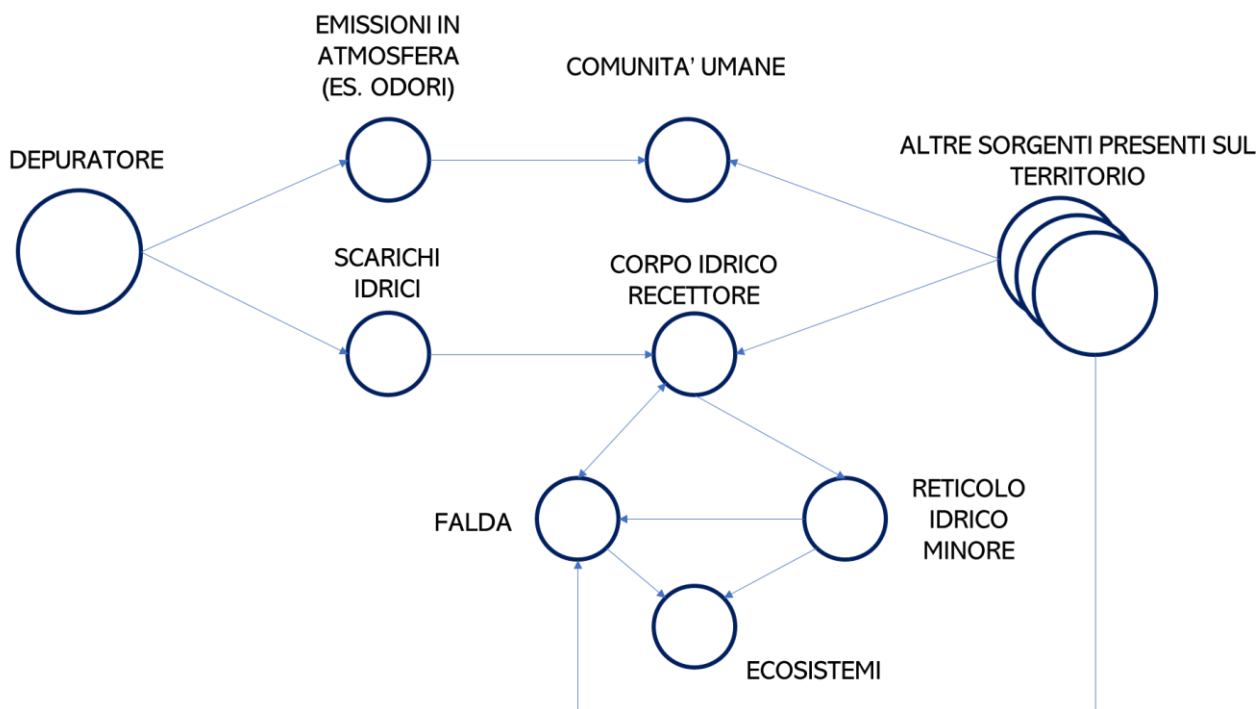 EMISSIONI IN
ATMOSFERA
(ES. ODORI)
COMUNITA' UMANE
DEPURATORE
ALTRE SORGENTI PRESENTI SUL
TERRITORIO
SCARICHI
IDRICI
CORPO IDRICO
RECETTORE
FALDA
RETICOLO
IDRICO
MINORE
ECOSISTEMI